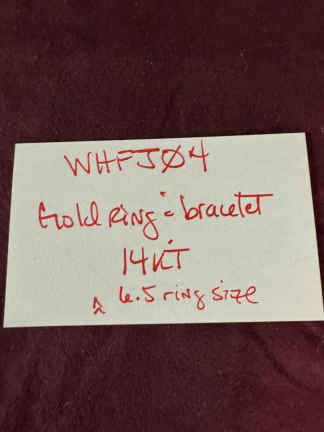 WHFJØ4
Gold Ring & bracelet
14KT
^ 6.5 ring size